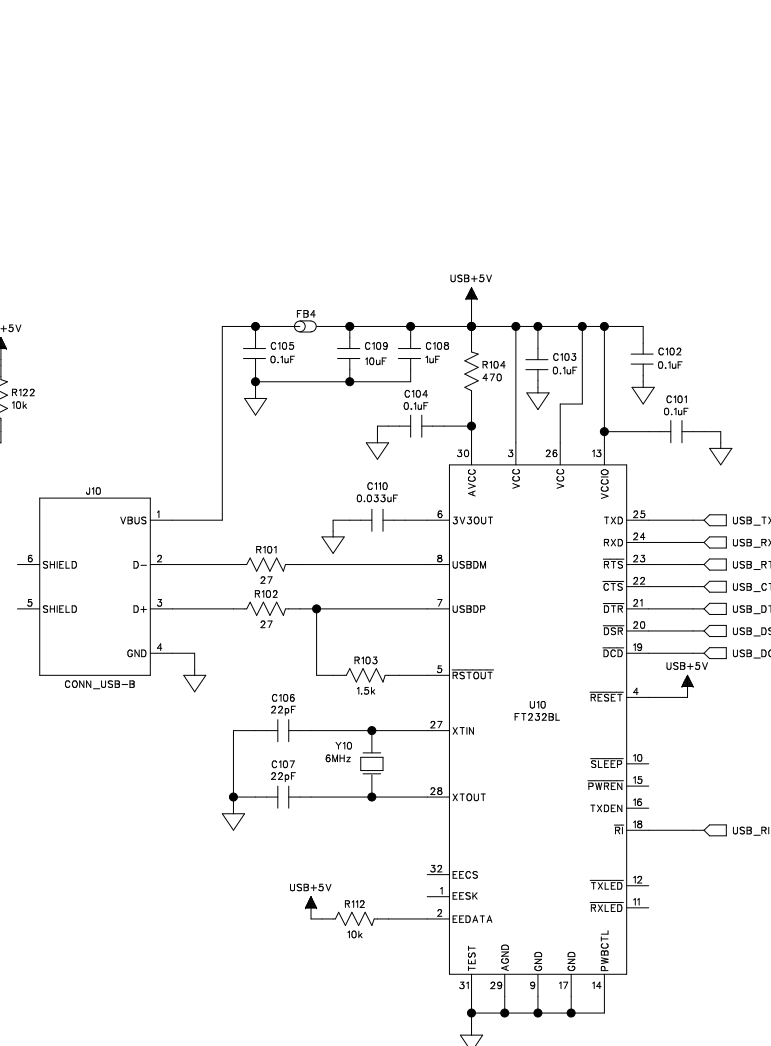 USB+5V
+5V
FB4
C105
0.1uF
C109
10uF
C108
1uF
R104
470
C103
0.1uF
C102
0.1uF
R122
10k
C104
0.1uF
C101
0.1uF
30
3
26
13
AVCC
VCC
VCC
VCCIO
J10
C110
0.033uF
VBUS
1
6
3V3OUT
TXD
25
USB_TX
RXD
24
USB_RX
6
SHIELD
D-
2
R101
27
8
USBDM
RTS
23
USB_RT
CTS
22
USB_CT
5
SHIELD
D+
3
R102
27
7
USBDP
DTR
21
USB_DT
DSR
20
USB_DS
GND
4
DCD
19
USB_DC
CONN_USB-B
R103
1.5k
5
RSTOUT
USB+5V
RESET
4
U10
FT232BL
C106
22pF
27
XTIN
Y10
6MHz
C107
22pF
28
XTOUT
SLEEP
10
PWREN
15
TXDEN
16
RI
18
USB_RI
32
EECS
1
EESK
USB+5V
R112
10k
2
EEDATA
TXLED
12
RXLED
11
TEST
AGND
GND
GND
PWBCTL
31
29
9
17
14